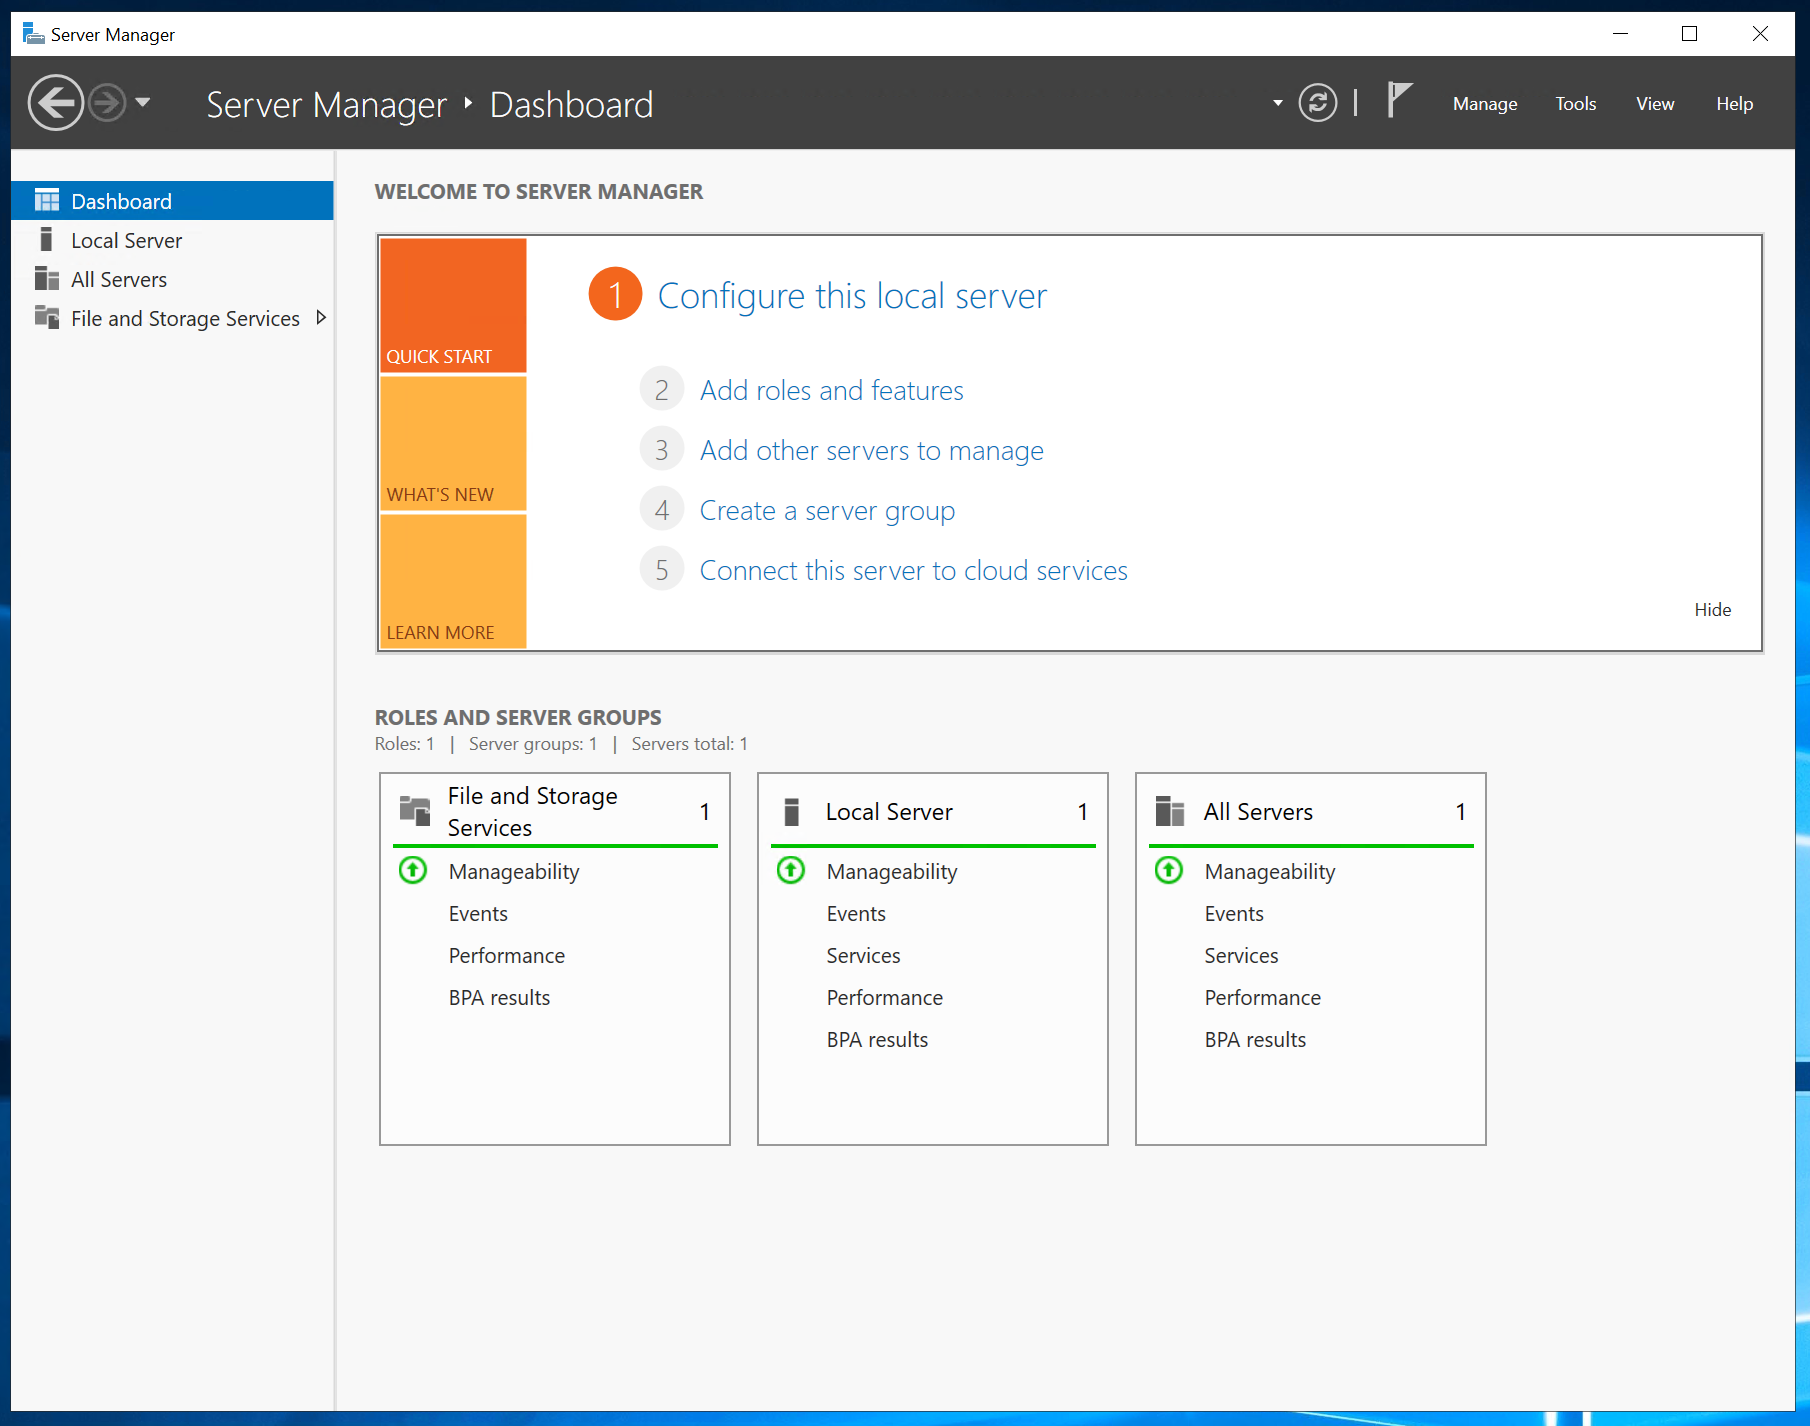 Server Manager
Server Manager ‣ Dashboard
Manage Tools View Help
Dashboard
Local Server
All Servers
File and Storage Services
WELCOME TO SERVER MANAGER
QUICK START
WHAT'S NEW
LEARN MORE
1 Configure this local server
2 Add roles and features
3 Add other servers to manage
4 Create a server group
5 Connect this server to cloud services
Hide
ROLES AND SERVER GROUPS
Roles: 1 | Server groups: 1 | Servers total: 1
File and Storage
Services 1
Manageability
Events
Performance
BPA results
Local Server 1
Manageability
Events
Services
Performance
BPA results
All Servers 1
Manageability
Events
Services
Performance
BPA results